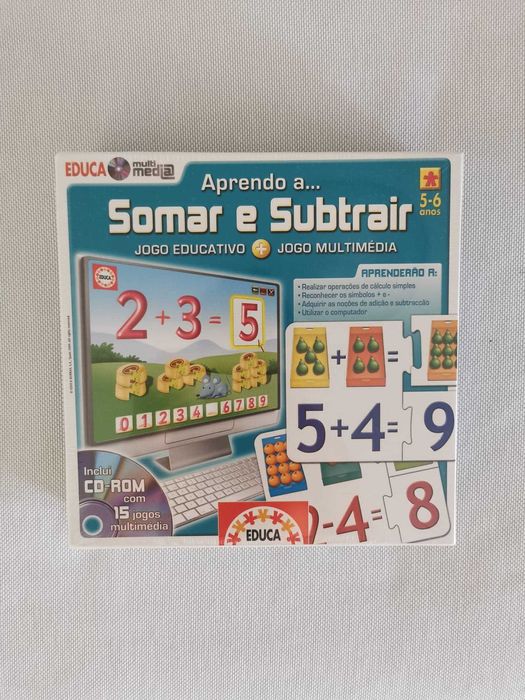 EDUCA multi medi@
Aprendo a...
Somar e Subtrair
5-6 anos
JOGO EDUCATIVO + JOGO MULTIMÉDIA
EDUCA
APRENDERÃO A:
• Realizar operações de cálculo simples
• Reconhecer os símbolos + e -
• Adquirir as noções de adição e subtracção
• Utilizar o computador
2+3=5
0 1 2 3 4 6 7 8 9
+ =
5+4=9
-4=8
Inclui
CD-ROM
com
15 jogos
multimédia
EDUCA